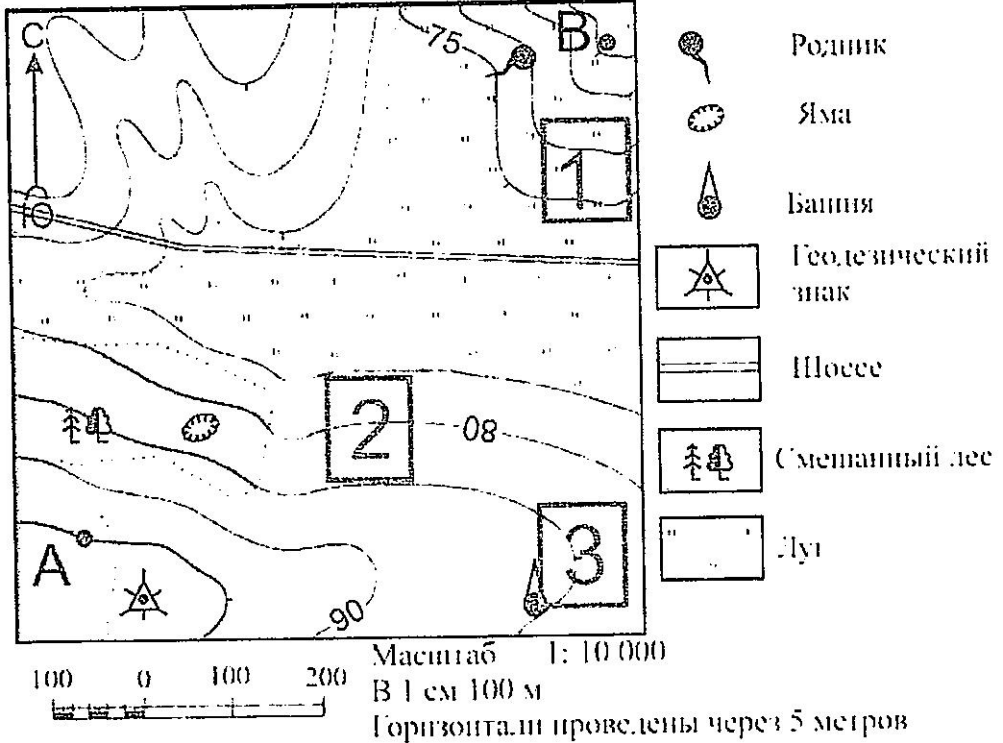 С
75
В
Родник
Яма
1
Башня
Ю
Геодезический
знак
Шоссе
2
80
Смешанный лес
3
Луг
А
90
100 0 100 200
Масштаб 1: 10 000
В 1 см 100 м
Горизонтали проведены через 5 метров